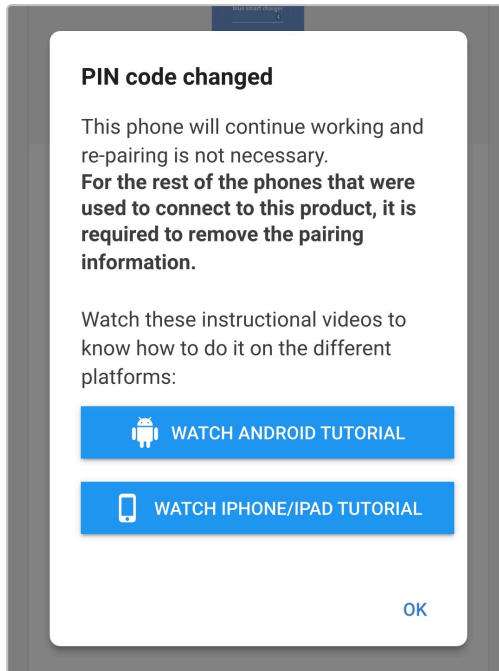 blue smart charger
PIN code changed
This phone will continue working and
re-pairing is not necessary.
For the rest of the phones that were
used to connect to this product, it is
required to remove the pairing
information.
Watch these instructional videos to
know how to do it on the different
platforms:
WATCH ANDROID TUTORIAL
WATCH IPHONE/IPAD TUTORIAL
OK